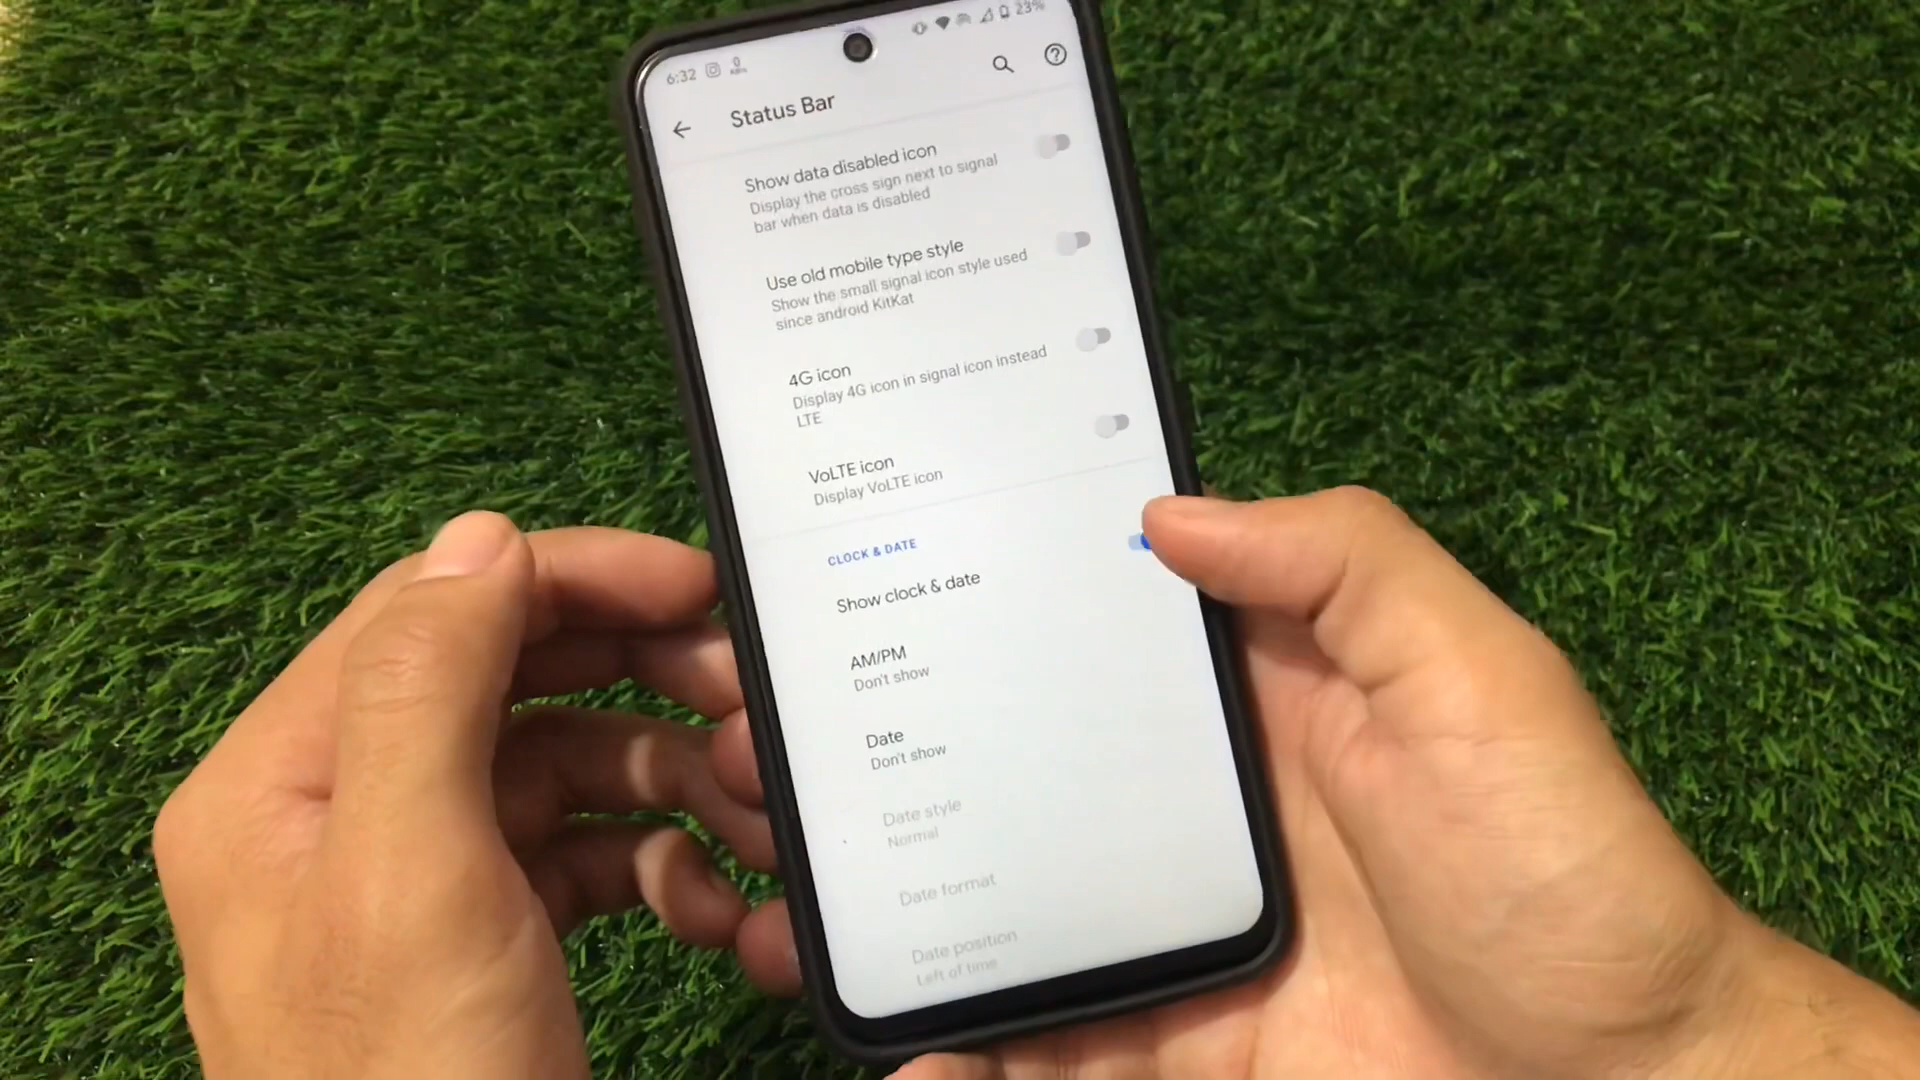 6:32
0
KB/s
23%
Status Bar
Show data disabled icon
Display the cross sign next to signal
bar when data is disabled
Use old mobile type style
Show the small signal icon style used
since android KitKat
4G icon
Display 4G icon in signal icon instead
LTE
VoLTE icon
Display VoLTE icon
CLOCK & DATE
Show clock & date
AM/PM
Don't show
Date
Don't show
Date style
Normal
Date format
Date position
Left of time